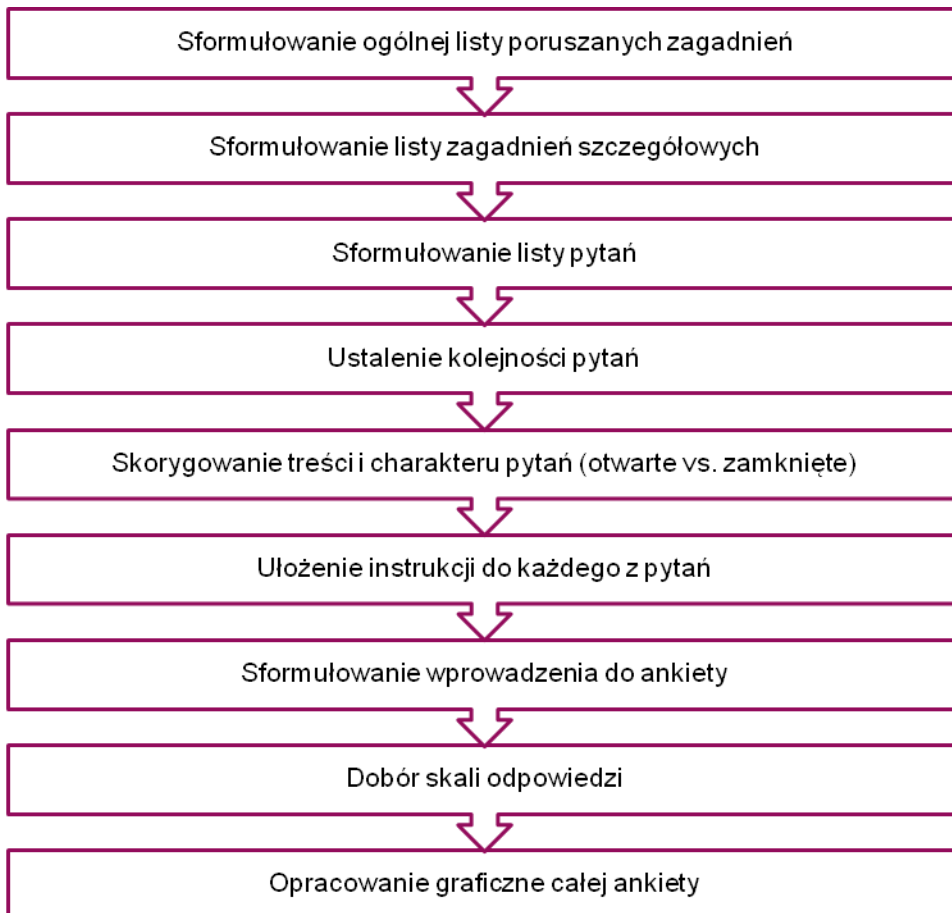 Sformułowanie ogólnej listy poruszanych zagadnień
Sformułowanie listy zagadnień szczegółowych
Sformułowanie listy pytań
Ustalenie kolejności pytań
Skorygowanie treści i charakteru pytań (otwarte vs. zamknięte)
Ułożenie instrukcji do każdego z pytań
Sformułowanie wprowadzenia do ankiety
Dobór skali odpowiedzi
Opracowanie graficzne całej ankiety